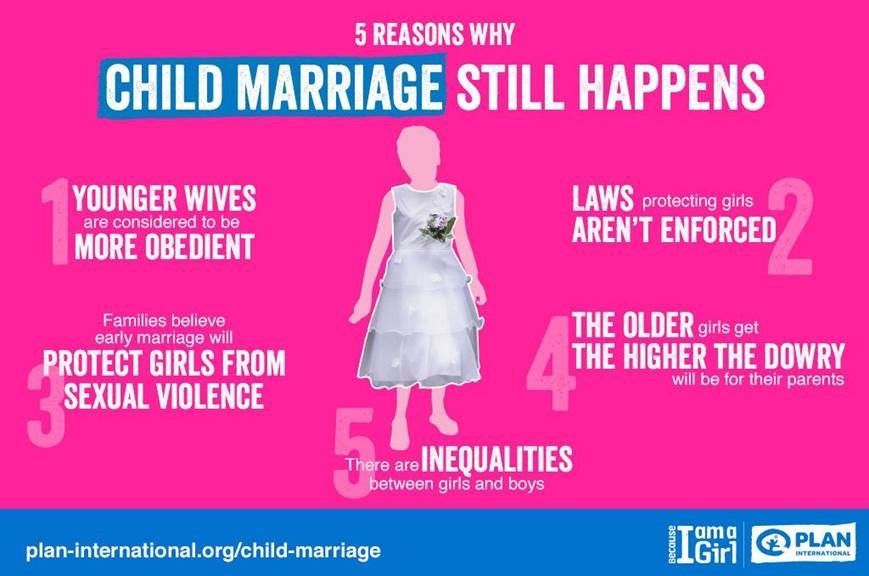 5 REASONS WHY
CHILD MARRIAGE STILL HAPPENS
1
YOUNGER WIVES
are considered to be
MORE OBEDIENT
2
LAWS protecting girls
AREN'T ENFORCED
3
Families believe
early marriage will
PROTECT GIRLS FROM
SEXUAL VIOLENCE
4
THE OLDER girls get
THE HIGHER THE DOWRY
will be for their parents
5
There are INEQUALITIES
between girls and boys
plan-international.org/child-marriage
Because
I am a
Girl
PLAN
INTERNATIONAL